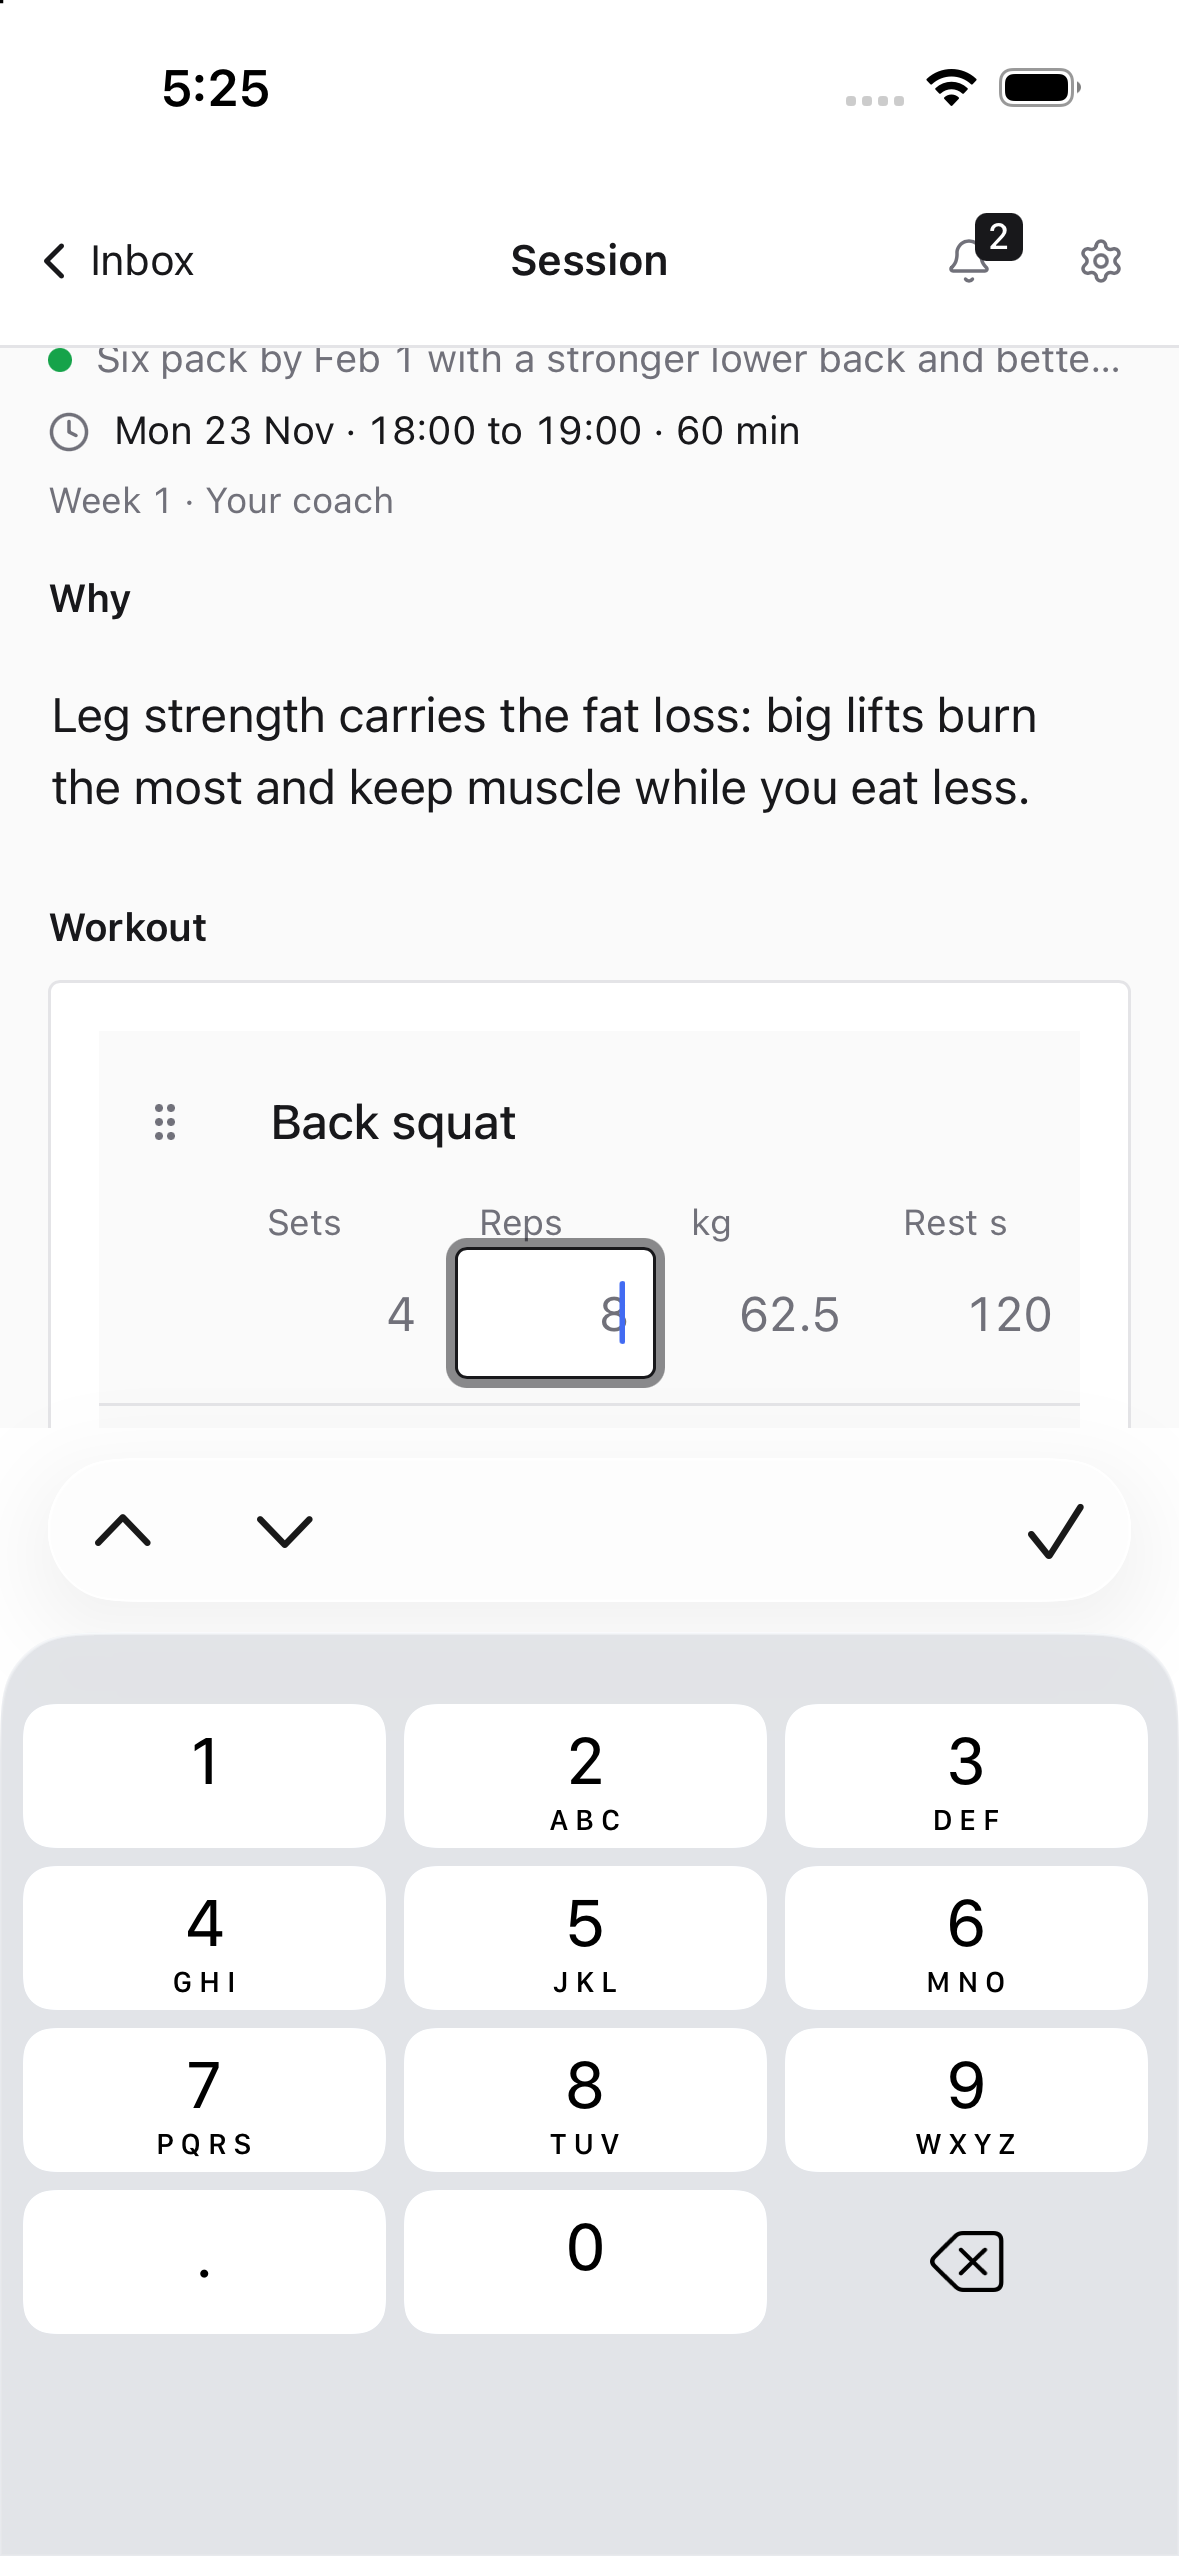 5:25
Inbox
Session
2
Six pack by Feb 1 with a stronger lower back and bette...
Mon 23 Nov · 18:00 to 19:00 · 60 min
Week 1 · Your coach
Why
Leg strength carries the fat loss: big lifts burn
the most and keep muscle while you eat less.
Workout
Back squat
Sets Reps kg Rest s
4 8 62.5 120
1 2 3
ABC DEF
4 5 6
GHI JKL MNO
7 8 9
PQRS TUV WXYZ
. 0